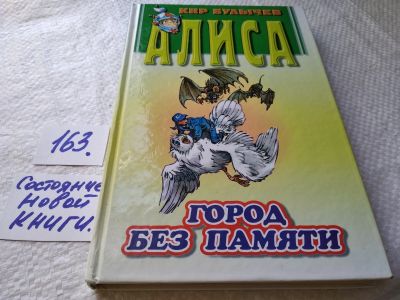 КИР БУЛЫЧЕВ
АЛИСА
163.
Состояние
новой
книги.
ГОРОД
БЕЗ ПАМЯТИ